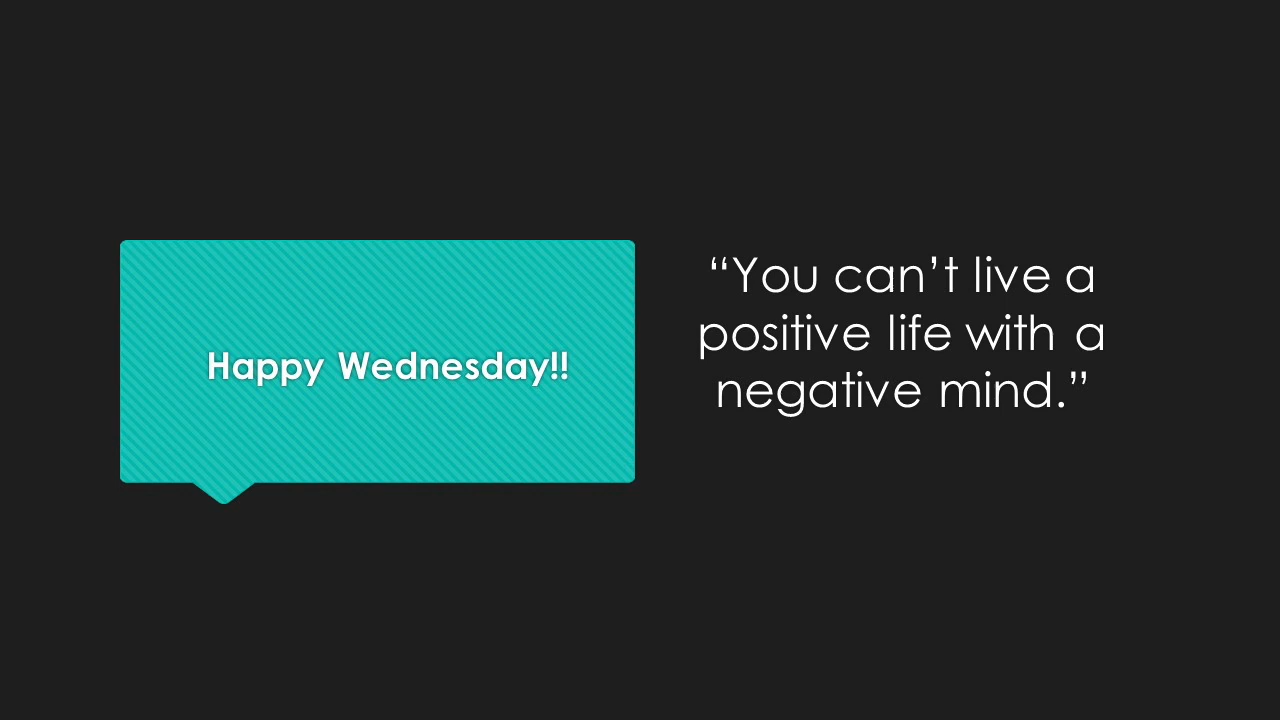 Happy Wednesday!!
“You can’t live a
positive life with a
negative mind.”